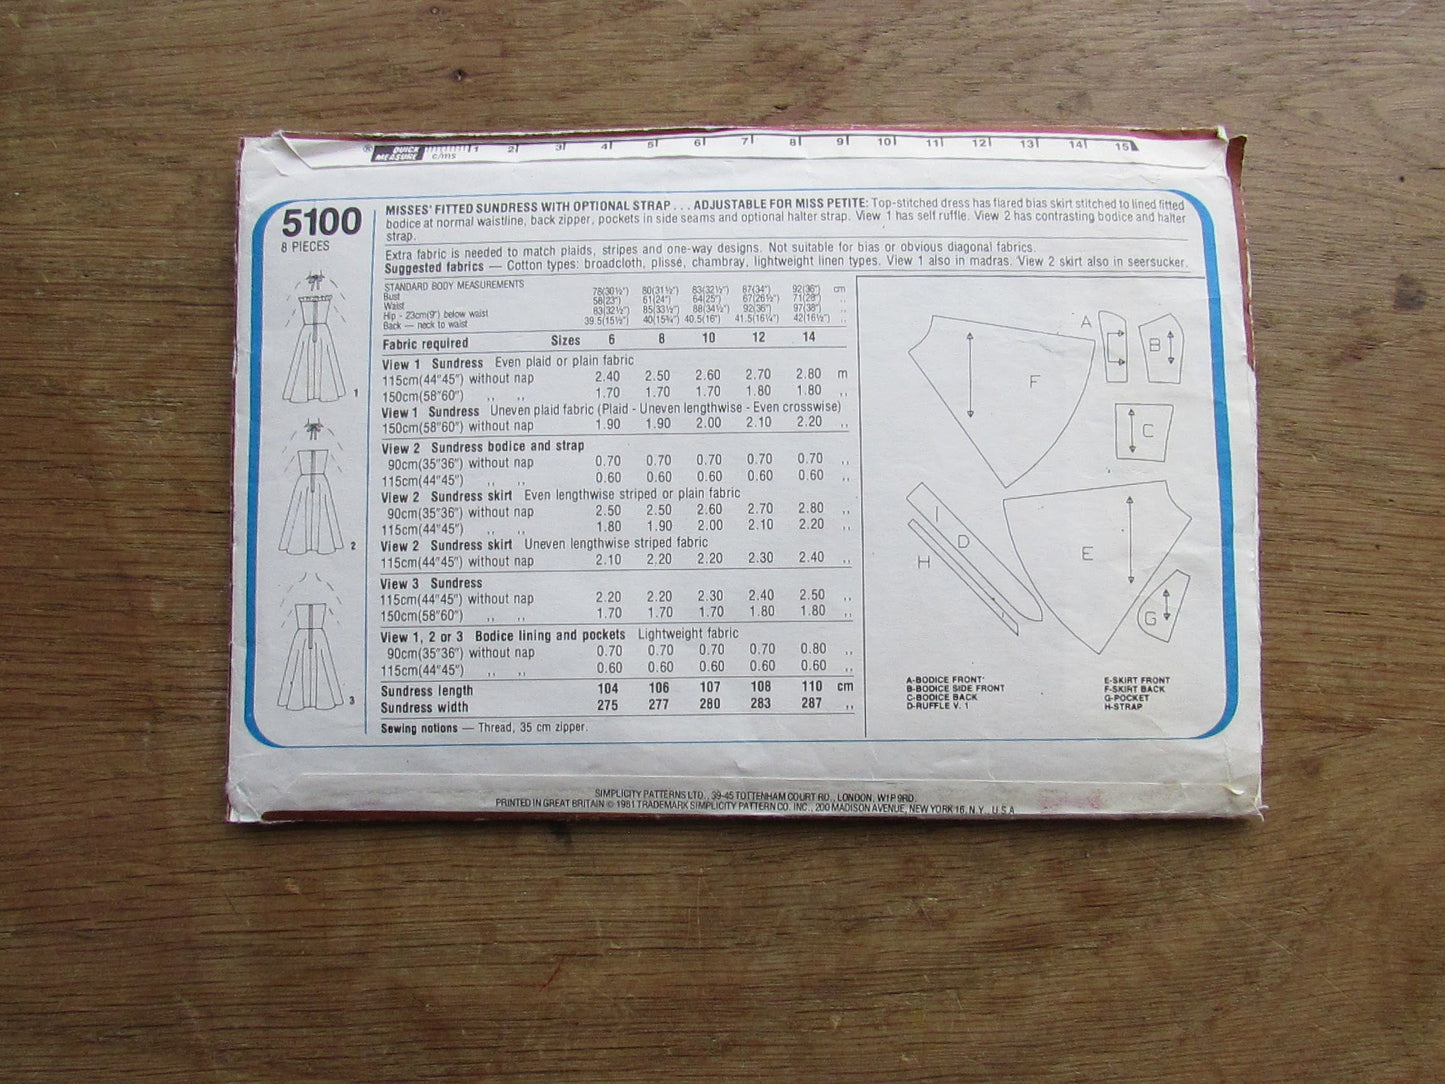 ® QUICK MEASURE c/ms 1 2 3 4 5 6 7 8 9 10 11 12 13 14 15
5100
8 PIECES
MISSES' FITTED SUNDRESS WITH OPTIONAL STRAP . . . ADJUSTABLE FOR MISS PETITE: Top-stitched dress has flared bias skirt stitched to lined fitted
bodice at normal waistline, back zipper, pockets in side seams and optional halter strap. View 1 has self ruffle. View 2 has contrasting bodice and halter
strap.
Extra fabric is needed to match plaids, stripes and one-way designs. Not suitable for bias or obvious diagonal fabrics.
Suggested fabrics — Cotton types: broadcloth, plissé, chambray, lightweight linen types. View 1 also in madras. View 2 skirt also in seersucker.
STANDARD BODY MEASUREMENTS
Bust 78(30½") 80(31½") 83(32½") 87(34") 92(36") cm
Waist 58(23") 61(24") 64(25") 67(26½") 71(28") ,,
Hip - 23cm(9") below waist 83(32½") 85(33½") 88(34½") 92(36") 97(38") ,,
Back — neck to waist 39.5(15½") 40(15¾") 40.5(16") 41.5(16¼") 42(16½") ,,
Fabric required Sizes 6 8 10 12 14
View 1 Sundress Even plaid or plain fabric
115cm(44"45") without nap 2.40 2.50 2.60 2.70 2.80 m
150cm(58"60") ,, ,, 1.70 1.70 1.70 1.80 1.80 ,,
View 1 Sundress Uneven plaid fabric (Plaid - Uneven lengthwise - Even crosswise)
150cm(58"60") without nap 1.90 1.90 2.00 2.10 2.20 ,,
View 2 Sundress bodice and strap
90cm(35"36") without nap 0.70 0.70 0.70 0.70 0.70 ,,
115cm(44"45") ,, ,, 0.60 0.60 0.60 0.60 0.60 ,,
View 2 Sundress skirt Even lengthwise striped or plain fabric
90cm(35"36") without nap 2.50 2.50 2.60 2.70 2.80 ,,
115cm(44"45") ,, ,, 1.80 1.90 2.00 2.10 2.20 ,,
View 2 Sundress skirt Uneven lengthwise striped fabric
115cm(44"45") without nap 2.10 2.20 2.20 2.30 2.40 ,,
View 3 Sundress
115cm(44"45") without nap 2.20 2.20 2.30 2.40 2.50 ,,
150cm(58"60") ,, ,, 1.70 1.70 1.70 1.80 1.80 ,,
View 1, 2 or 3 Bodice lining and pockets Lightweight fabric
90cm(35"36") without nap 0.70 0.70 0.70 0.70 0.80 ,,
115cm(44"45") ,, ,, 0.60 0.60 0.60 0.60 0.60 ,,
Sundress length 104 106 107 108 110 cm
Sundress width 275 277 280 283 287 ,,
Sewing notions — Thread, 35 cm zipper.
1
2
3
F
A
B
C
I
D
H
E
G
A-BODICE FRONT
B-BODICE SIDE FRONT
C-BODICE BACK
D-RUFFLE V. 1
E-SKIRT FRONT
F-SKIRT BACK
G-POCKET
H-STRAP
SIMPLICITY PATTERNS LTD., 39-45 TOTTENHAM COURT RD., LONDON, W1P 9RD
PRINTED IN GREAT BRITAIN © 1981 TRADEMARK SIMPLICITY PATTERN CO. INC., 200 MADISON AVENUE, NEW YORK 16, N.Y., U.S.A.